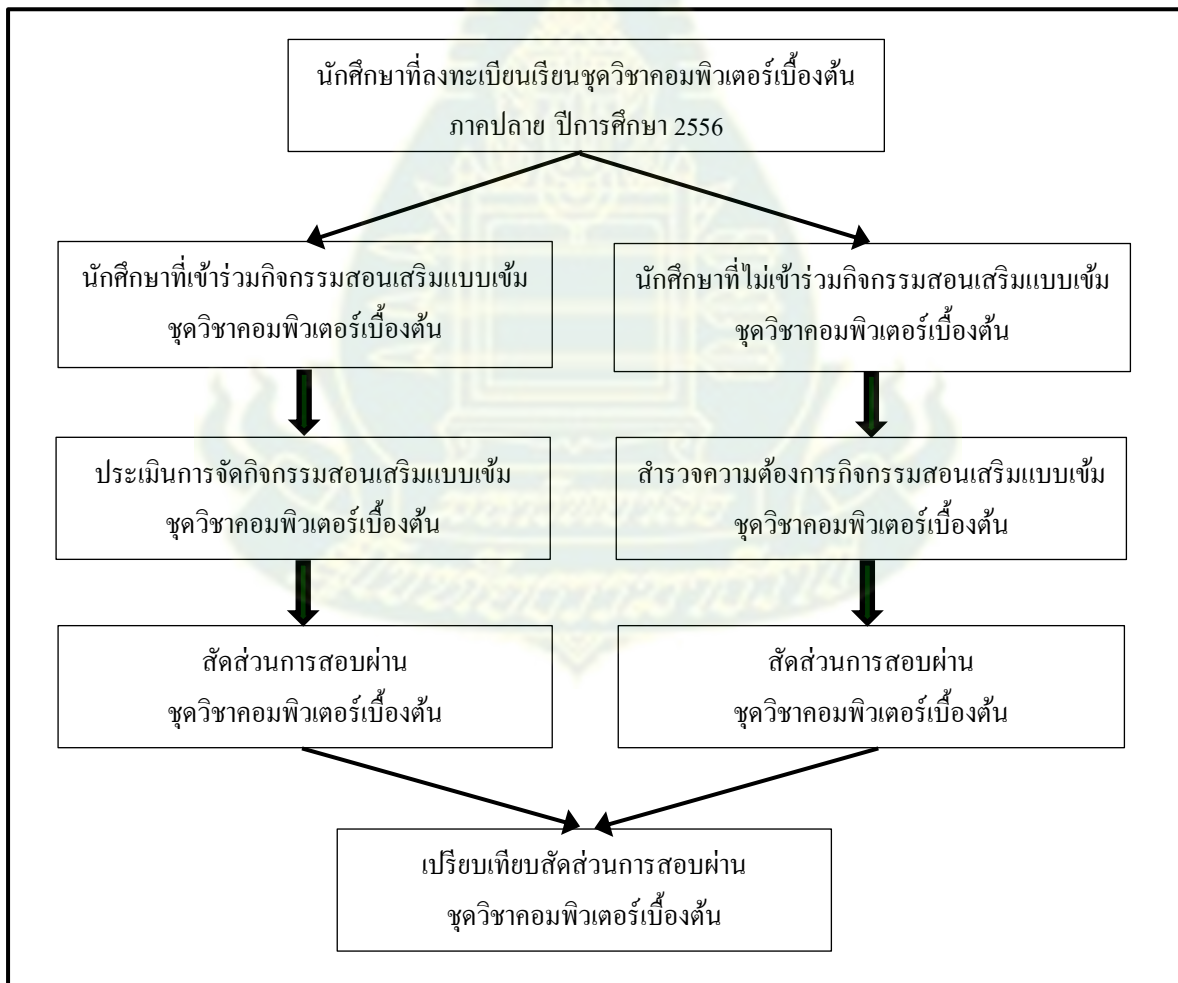 นักศึกษาที่ลงทะเบียนเรียนชุดวิชาคอมพิวเตอร์เบื้องต้น
ภาคปลาย ปีการศึกษา 2556
นักศึกษาที่เข้าร่วมกิจกรรมสอนเสริมแบบเข้ม
ชุดวิชาคอมพิวเตอร์เบื้องต้น
นักศึกษาที่ไม่เข้าร่วมกิจกรรมสอนเสริมแบบเข้ม
ชุดวิชาคอมพิวเตอร์เบื้องต้น
ประเมินการจัดกิจกรรมสอนเสริมแบบเข้ม
ชุดวิชาคอมพิวเตอร์เบื้องต้น
สำรวจความต้องการกิจกรรมสอนเสริมแบบเข้ม
ชุดวิชาคอมพิวเตอร์เบื้องต้น
สัดส่วนการสอบผ่าน
ชุดวิชาคอมพิวเตอร์เบื้องต้น
สัดส่วนการสอบผ่าน
ชุดวิชาคอมพิวเตอร์เบื้องต้น
เปรียบเทียบสัดส่วนการสอบผ่าน
ชุดวิชาคอมพิวเตอร์เบื้องต้น